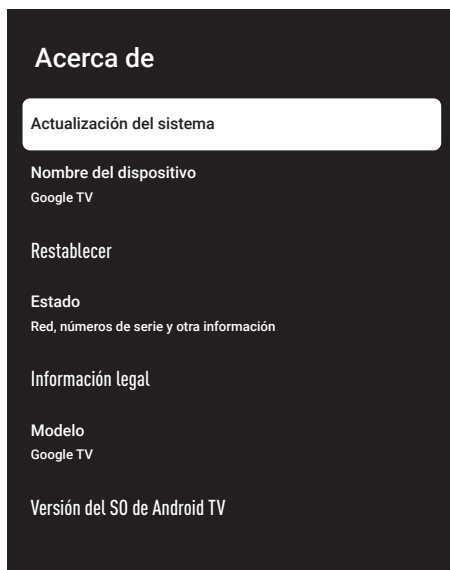 Acerca de
Actualización del sistema
Nombre del dispositivo
Google TV
Restablecer
Estado
Red, números de serie y otra información
Información legal
Modelo
Google TV
Versión del SO de Android TV